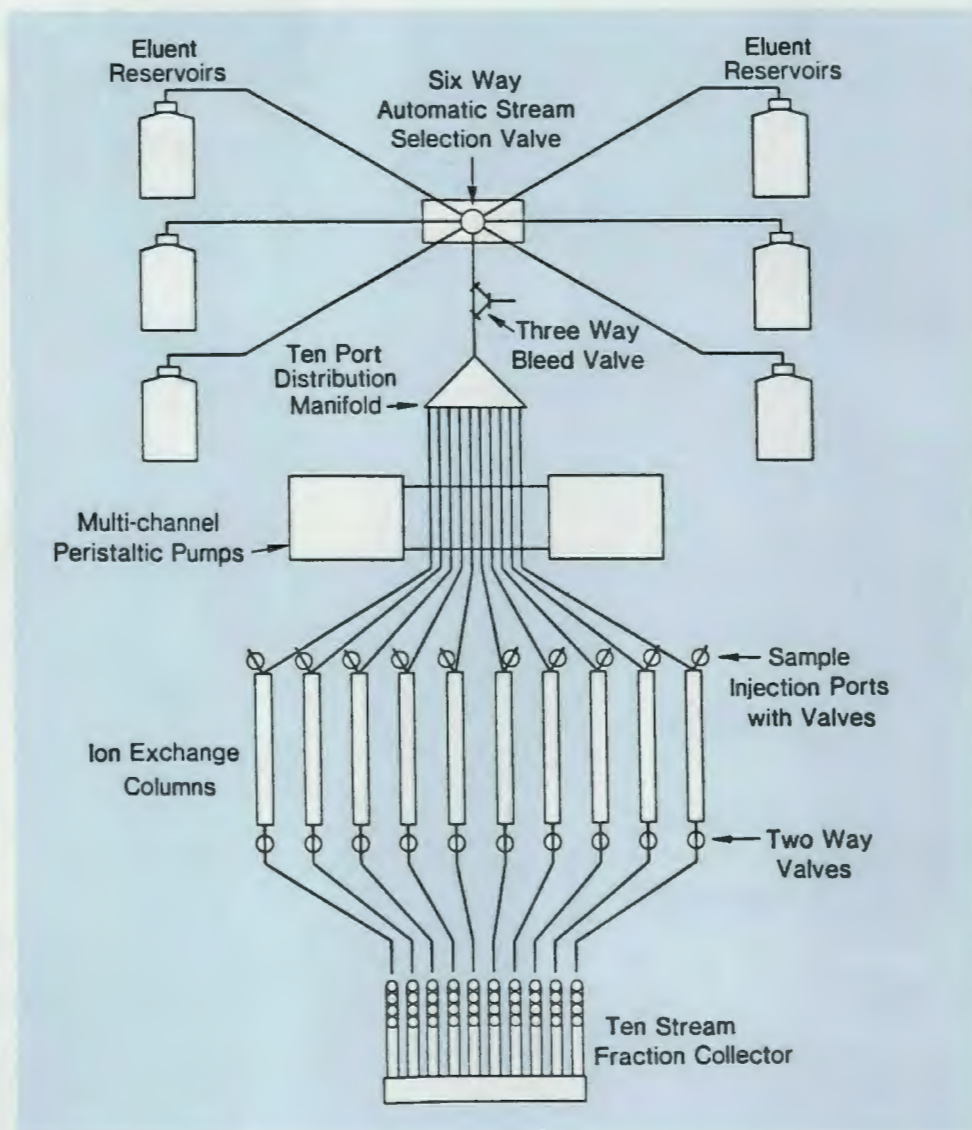 Eluent
Reservoirs
Six Way
Automatic Stream
Selection Valve
Eluent
Reservoirs
Three Way
Bleed Valve
Ten Port
Distribution
Manifold
Multi-channel
Peristaltic Pumps
Sample
Injection Ports
with Valves
Ion Exchange
Columns
Two Way
Valves
Ten Stream
Fraction Collector